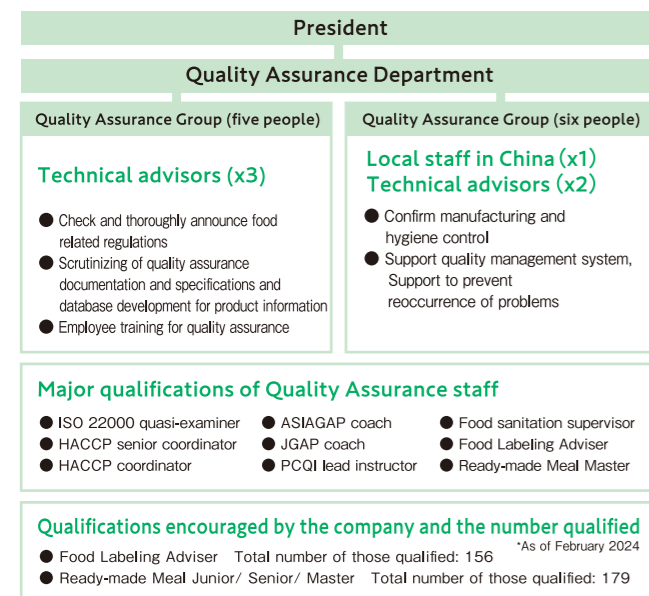 President
Quality Assurance Department
Quality Assurance Group (five people)
Technical advisors (x3)
● Check and thoroughly announce food
related regulations
● Scrutinizing of quality assurance
documentation and specifications and
database development for product information
● Employee training for quality assurance
Quality Assurance Group (six people)
Local staff in China (x1)
Technical advisors (x2)
● Confirm manufacturing and
hygiene control
● Support quality management system,
Support to prevent
reoccurrence of problems
Major qualifications of Quality Assurance staff
● ISO 22000 quasi-examiner
● HACCP senior coordinator
● HACCP coordinator
● ASIAGAP coach
● JGAP coach
● PCQI lead instructor
● Food sanitation supervisor
● Food Labeling Adviser
● Ready-made Meal Master
Qualifications encouraged by the company and the number qualified
*As of February 2024
● Food Labeling Adviser Total number of those qualified: 156
● Ready-made Meal Junior/ Senior/ Master Total number of those qualified: 179